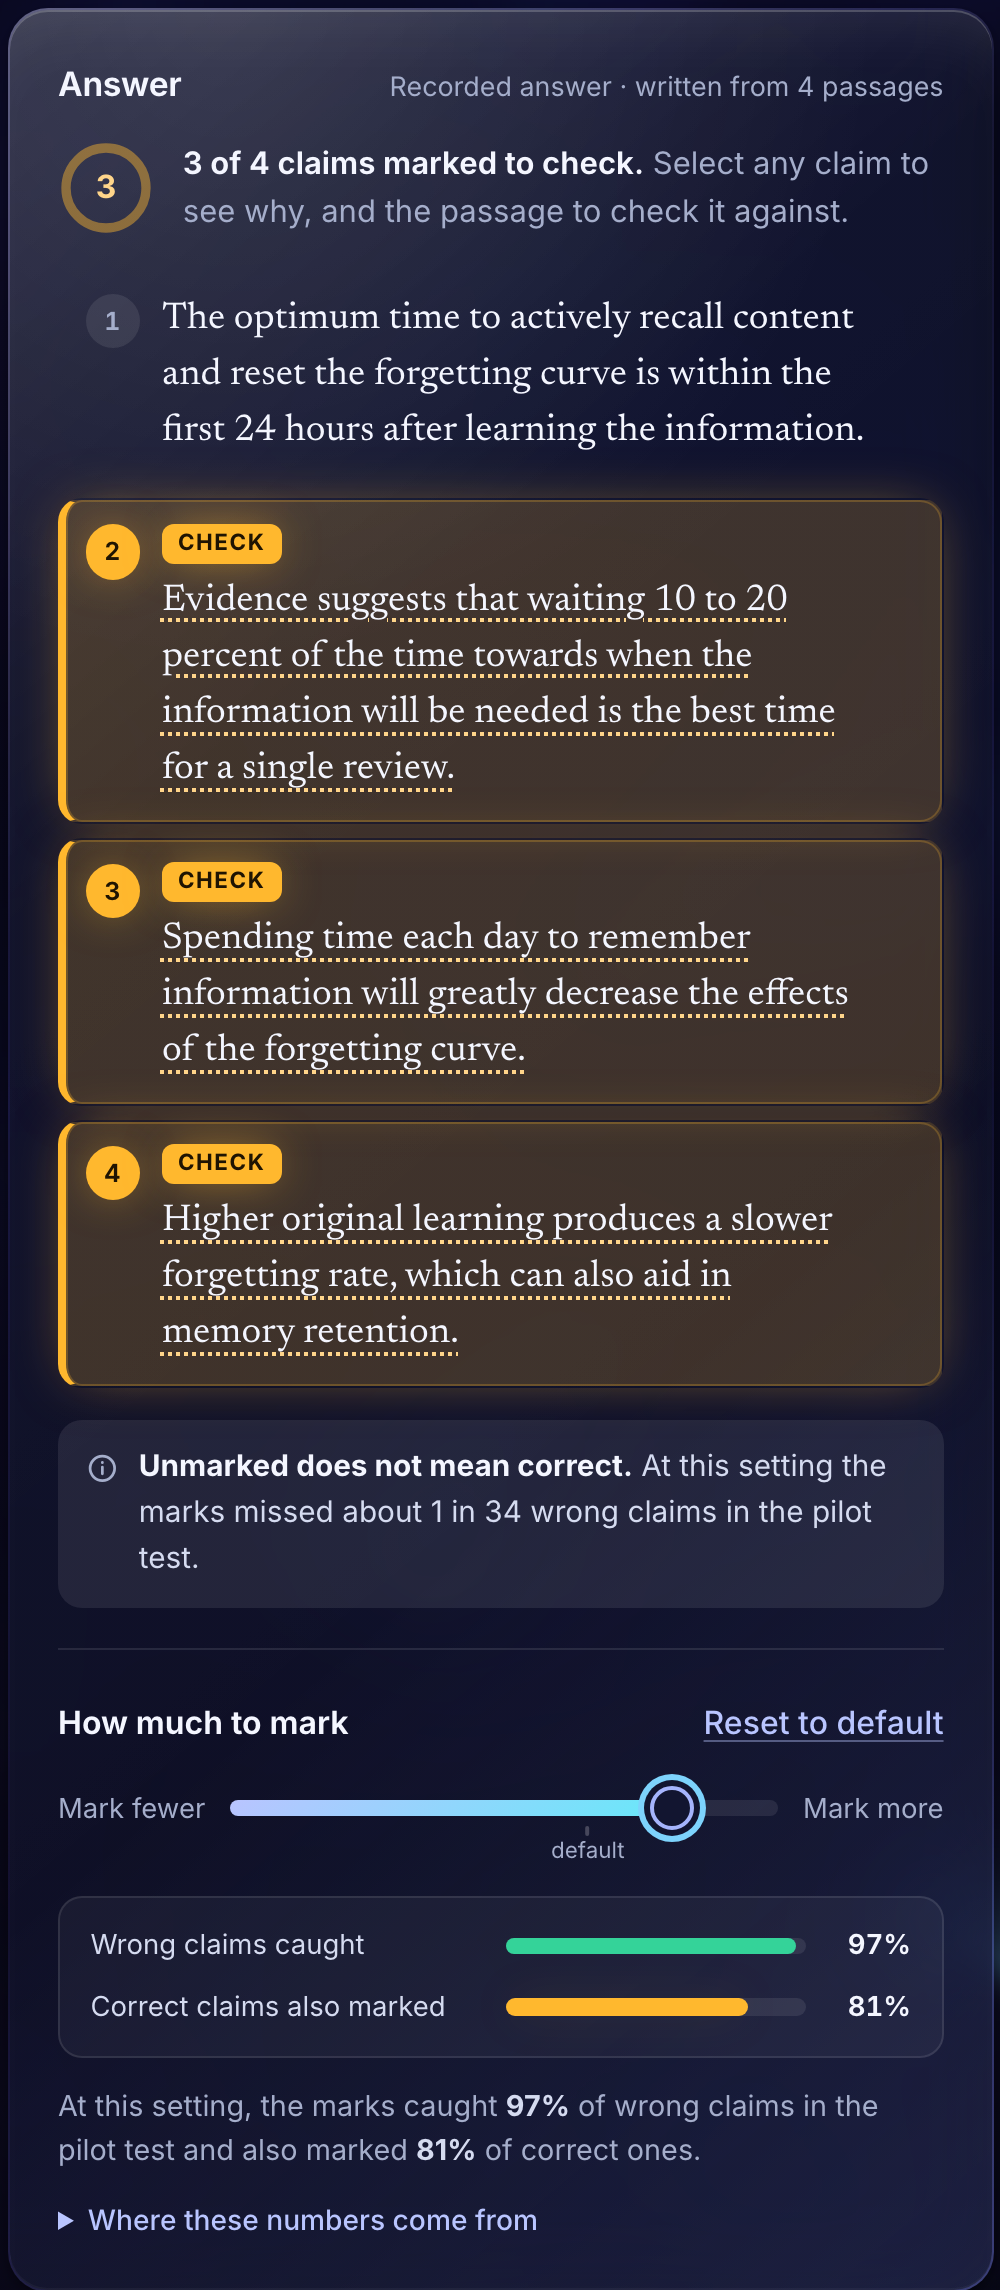 Answer
Recorded answer · written from 4 passages
3
3 of 4 claims marked to check. Select any claim to
see why, and the passage to check it against.
1
The optimum time to actively recall content
and reset the forgetting curve is within the
first 24 hours after learning the information.
2
CHECK
Evidence suggests that waiting 10 to 20
percent of the time towards when the
information will be needed is the best time
for a single review.
3
CHECK
Spending time each day to remember
information will greatly decrease the effects
of the forgetting curve.
4
CHECK
Higher original learning produces a slower
forgetting rate, which can also aid in
memory retention.
Unmarked does not mean correct. At this setting the
marks missed about 1 in 34 wrong claims in the pilot
test.
How much to mark
Reset to default
Mark fewer
Mark more
default
Wrong claims caught 97%
Correct claims also marked 81%
At this setting, the marks caught 97% of wrong claims in the
pilot test and also marked 81% of correct ones.
Where these numbers come from